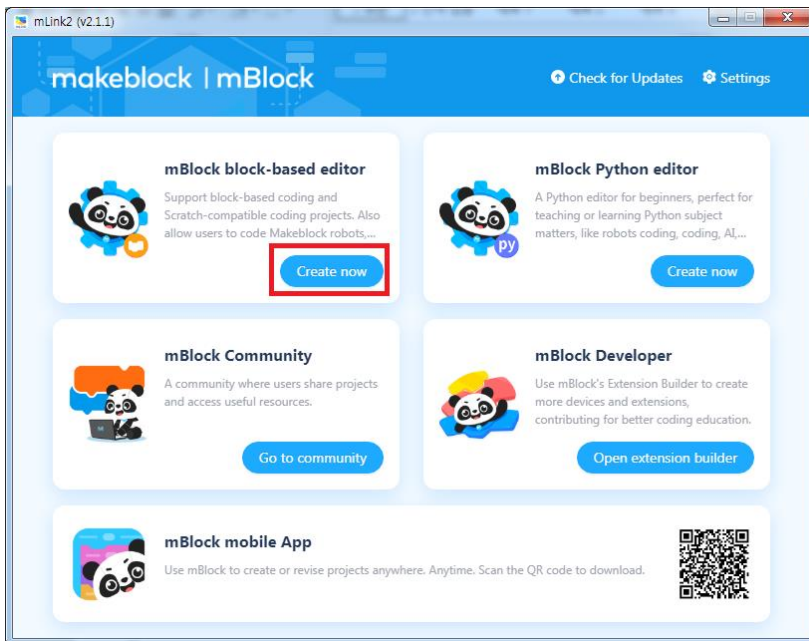 mLink2 (v2.1.1)
makeblock | mBlock
Check for Updates
Settings
mBlock block-based editor
Support block-based coding and
Scratch-compatible coding projects. Also
allow users to code Makeblock robots,...
Create now
mBlock Python editor
A Python editor for beginners, perfect for
teaching or learning Python subject
matters, like robots coding, coding, AI,...
py
Create now
mBlock Community
A community where users share projects
and access useful resources.
Go to community
mBlock Developer
Use mBlock's Extension Builder to create
more devices and extensions,
contributing for better coding education.
Open extension builder
mBlock mobile App
Use mBlock to create or revise projects anywhere. Anytime. Scan the QR code to download.